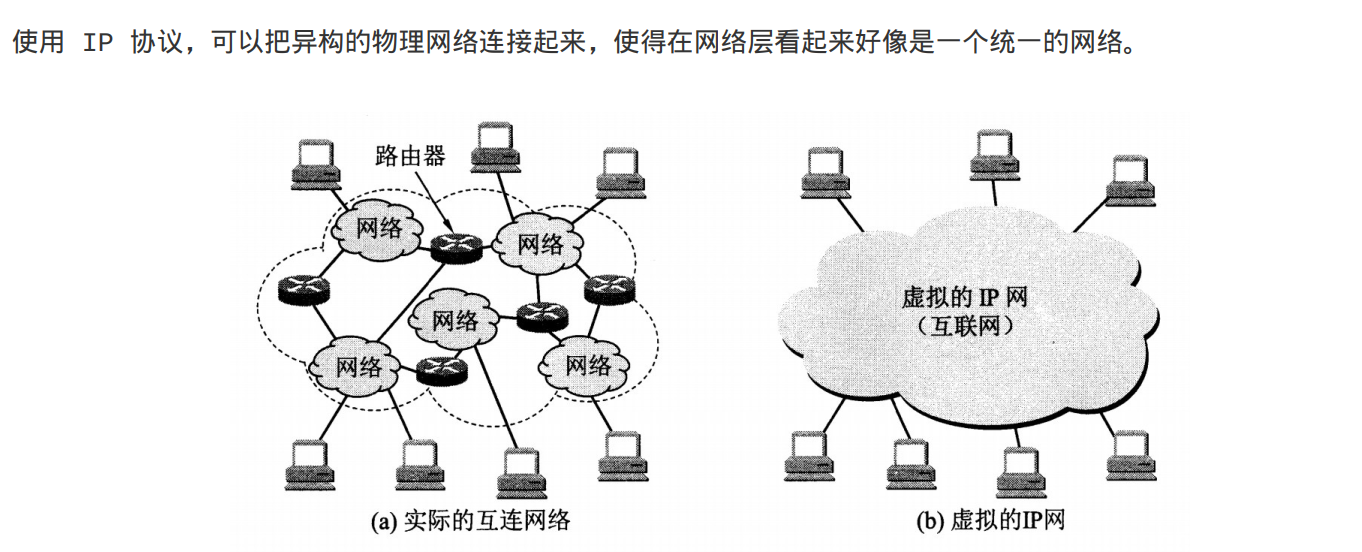 使用 IP 协议，可以把异构的物理网络连接起来，使得在网络层看起来好像是一个统一的网络。
路由器
网络
网络
网络
网络
网络
(a) 实际的互连网络
虚拟的 IP 网
（互联网）
(b) 虚拟的IP网